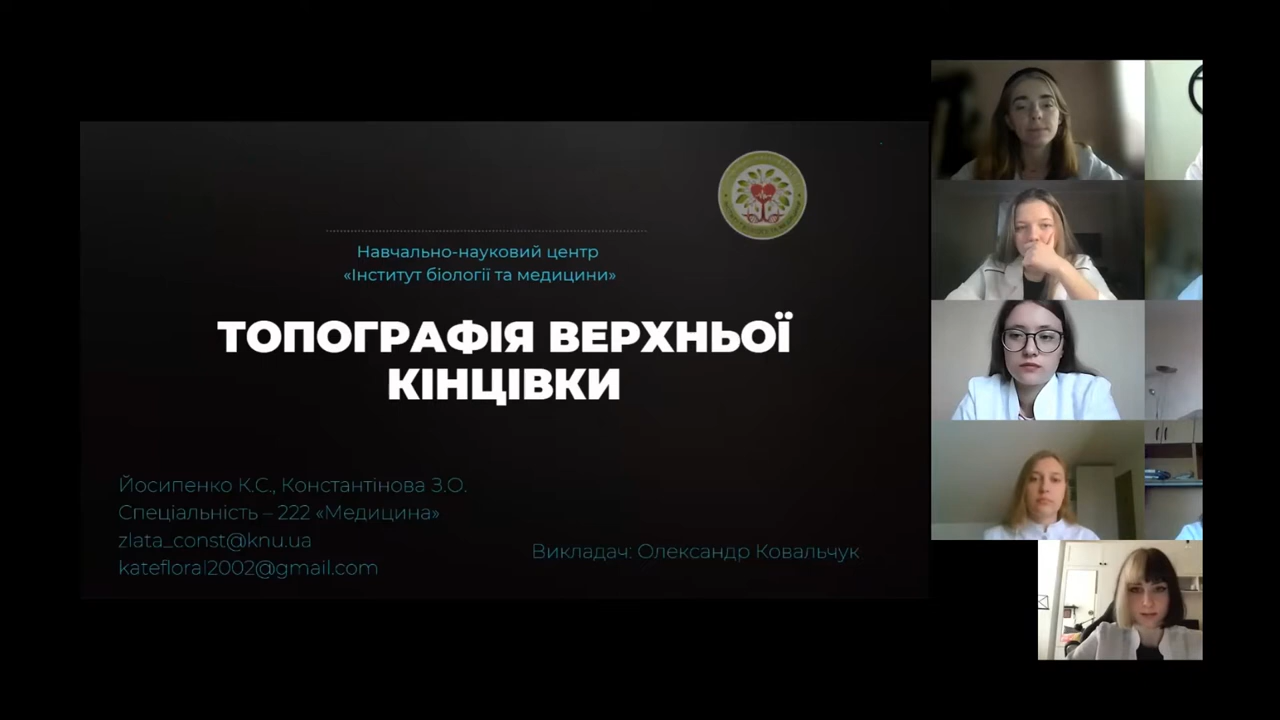 Навчально-науковий центр
«Інститут біології та медицини»
ТОПОГРАФІЯ ВЕРХНЬОЇ
КІНЦІВКИ
Йосипенко К.С., Константінова З.О.
Спеціальність – 222 «Медицина»
zlata_const@knu.ua
katefloral2002@gmail.com
Викладач: Олександр Ковальчук